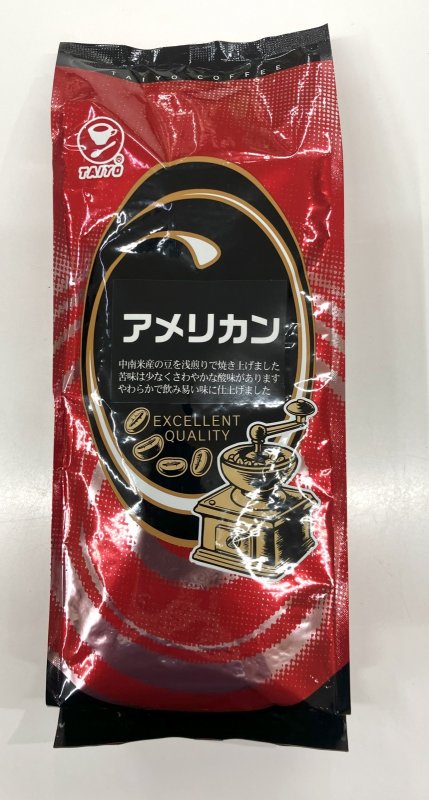 TAIYO COFFEE
TAIYO®
アメリカン
中南米産の豆を浅煎りで焼き上げました
苦味は少なくさわやかな酸味があります
やわらかで飲み易い味に仕上げました
EXCELLENT
QUALITY